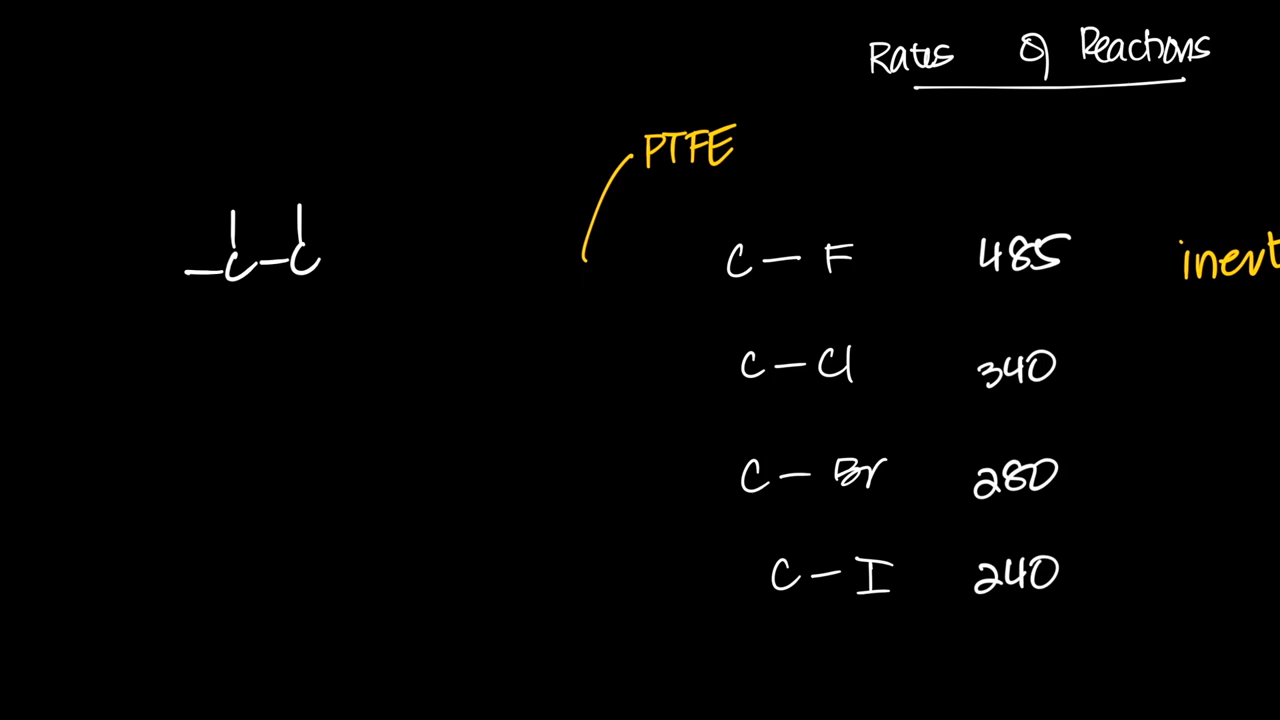 Rates of Reactions
PTFE
C – F 485 inert
C – C
C – Cl 340
C – Br 280
C – I 240